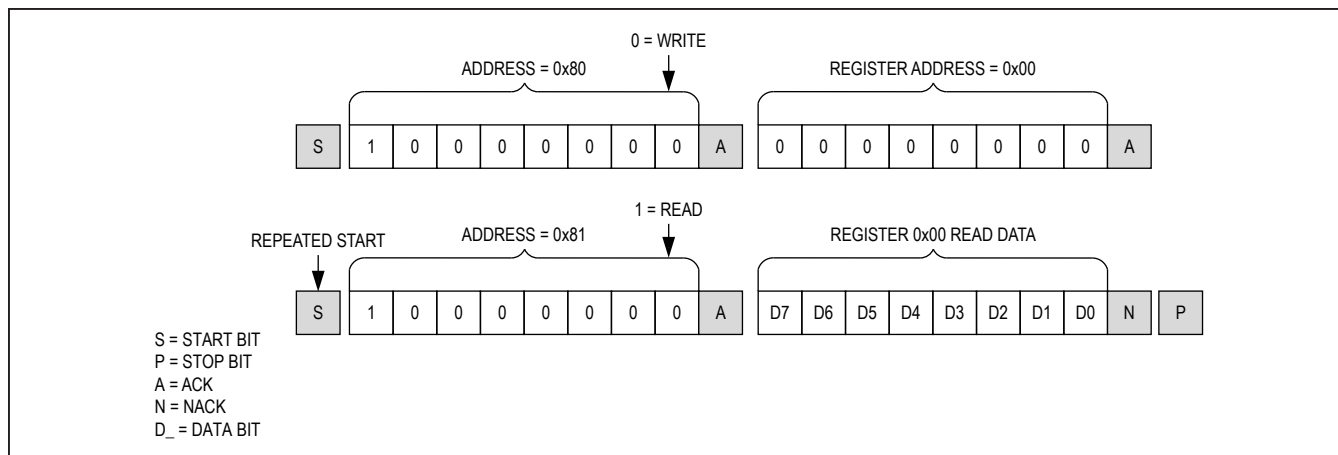 0 = WRITE
ADDRESS = 0x80 REGISTER ADDRESS = 0x00
S 1 0 0 0 0 0 0 0 A 0 0 0 0 0 0 0 0 A
1 = READ
REPEATED START ADDRESS = 0x81 REGISTER 0x00 READ DATA
S 1 0 0 0 0 0 0 0 A D7 D6 D5 D4 D3 D2 D1 D0 N P
S = START BIT
P = STOP BIT
A = ACK
N = NACK
D_ = DATA BIT